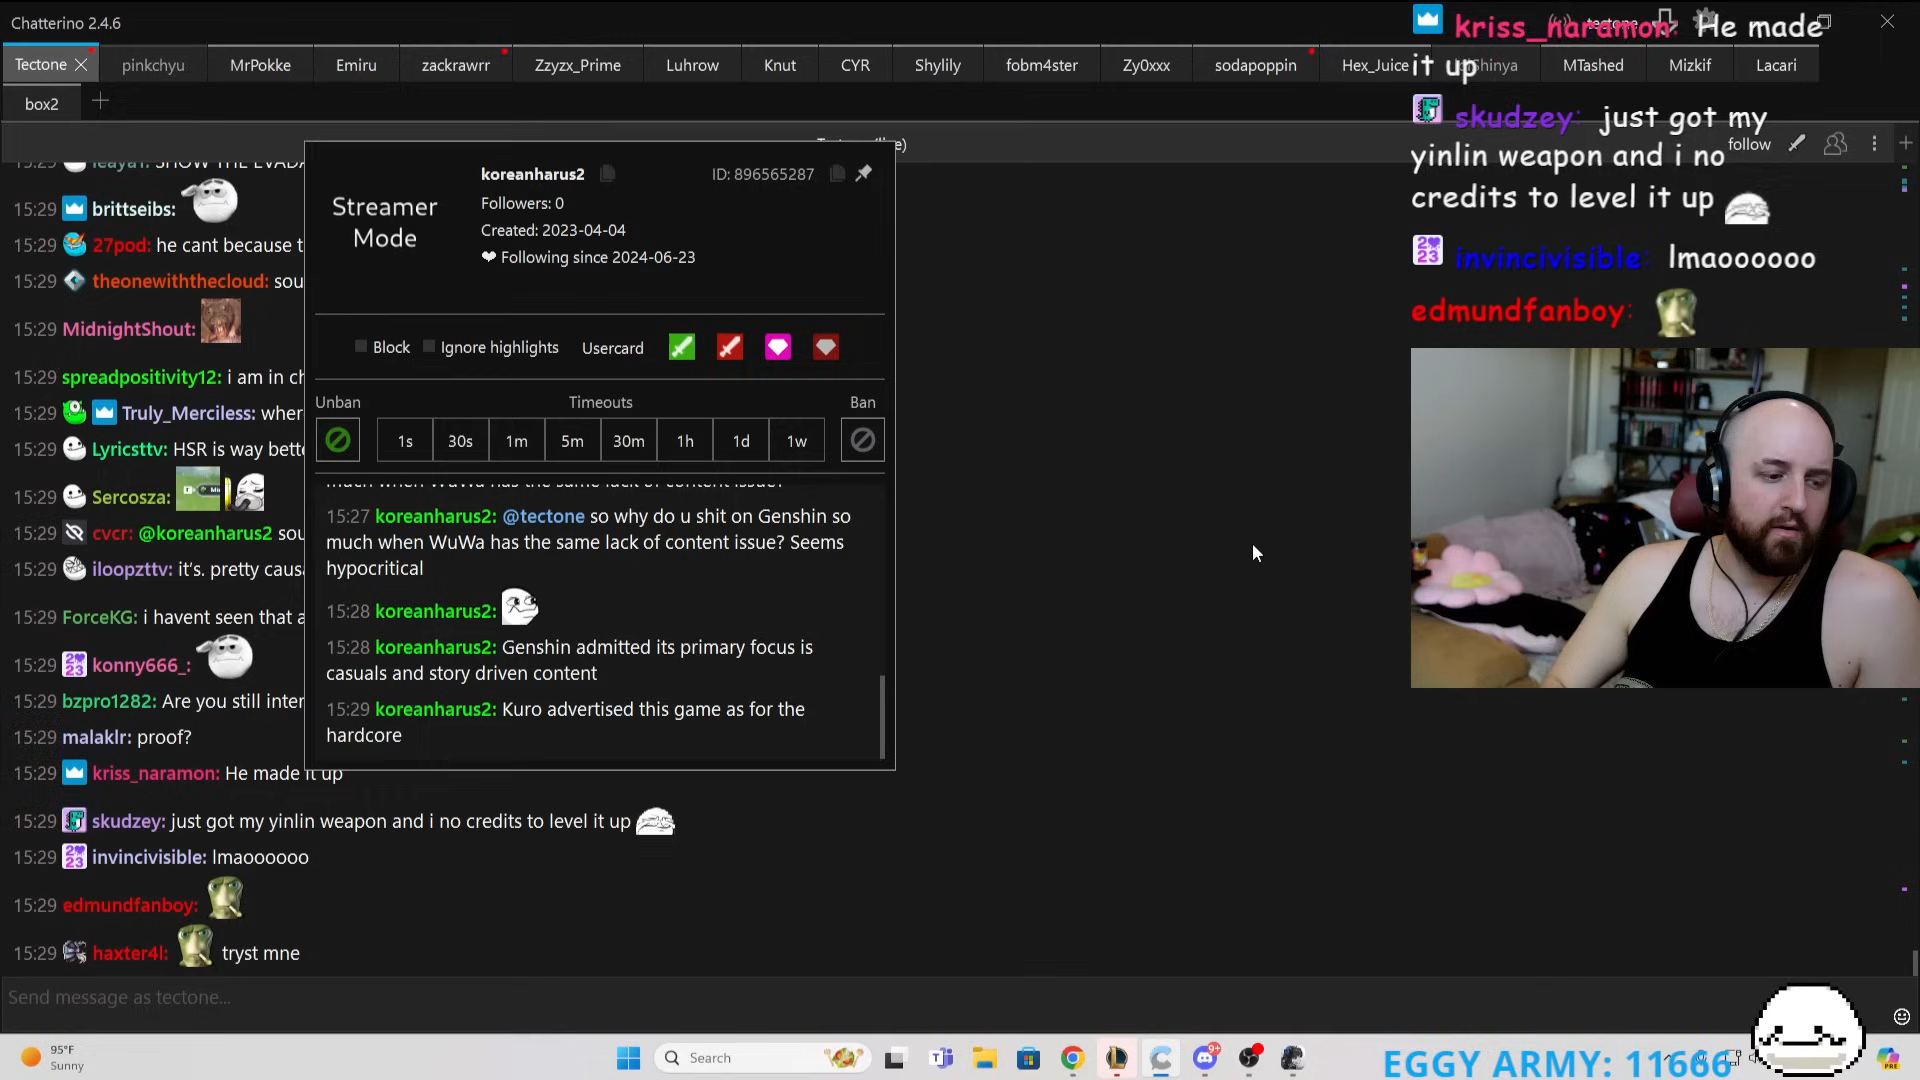 Chatterino 2.4.6
Tectone
pinkchyu
MrPokke
Emiru
zackrawrr
Zzyzx_Prime
Luhrow
Knut
CYR
Shylily
fobm4ster
Zy0xxx
sodapoppin
Hex_Juice
MTashed
Mizkif
Lacari
box2
follow
15:29 brittseibs:
15:29 27pod: he cant because t
15:29 theonewiththecloud: sou
15:29 MidnightShout:
15:29 spreadpositivity12: i am in ch
15:29 Truly_Merciless: wher
15:29 Lyricsttv: HSR is way bett
15:29 Sercosza:
15:29 cvcr: @koreanharus2 sou
15:29 iloopzttv: it's. pretty causa
15:29 ForceKG: i havent seen that a
15:29 konny666_:
15:29 bzpro1282: Are you still inter
15:29 malaklr: proof?
15:29 kriss_naramon: He made it up
15:29 skudzey: just got my yinlin weapon and i no credits to level it up
15:29 invincivisible: lmaoooooo
15:29 edmundfanboy:
15:29 haxter4l: tryst mne
Send message as tectone...
Streamer
Mode
koreanharus2
ID: 896565287
Followers: 0
Created: 2023-04-04
❤ Following since 2024-06-23
Block
Ignore highlights
Usercard
Unban
Timeouts
Ban
1s
30s
1m
5m
30m
1h
1d
1w
much when WuWa has the same lack of content issue?
15:27 koreanharus2: @tectone so why do u shit on Genshin so
much when WuWa has the same lack of content issue? Seems
hypocritical
15:28 koreanharus2:
15:28 koreanharus2: Genshin admitted its primary focus is
casuals and story driven content
15:29 koreanharus2: Kuro advertised this game as for the
hardcore
kriss_naramon: He made
it up
skudzey: just got my
yinlin weapon and i no
credits to level it up
invincivisible: lmaoooooo
edmundfanboy:
95°F
Sunny
Search
EGGY ARMY: 11666